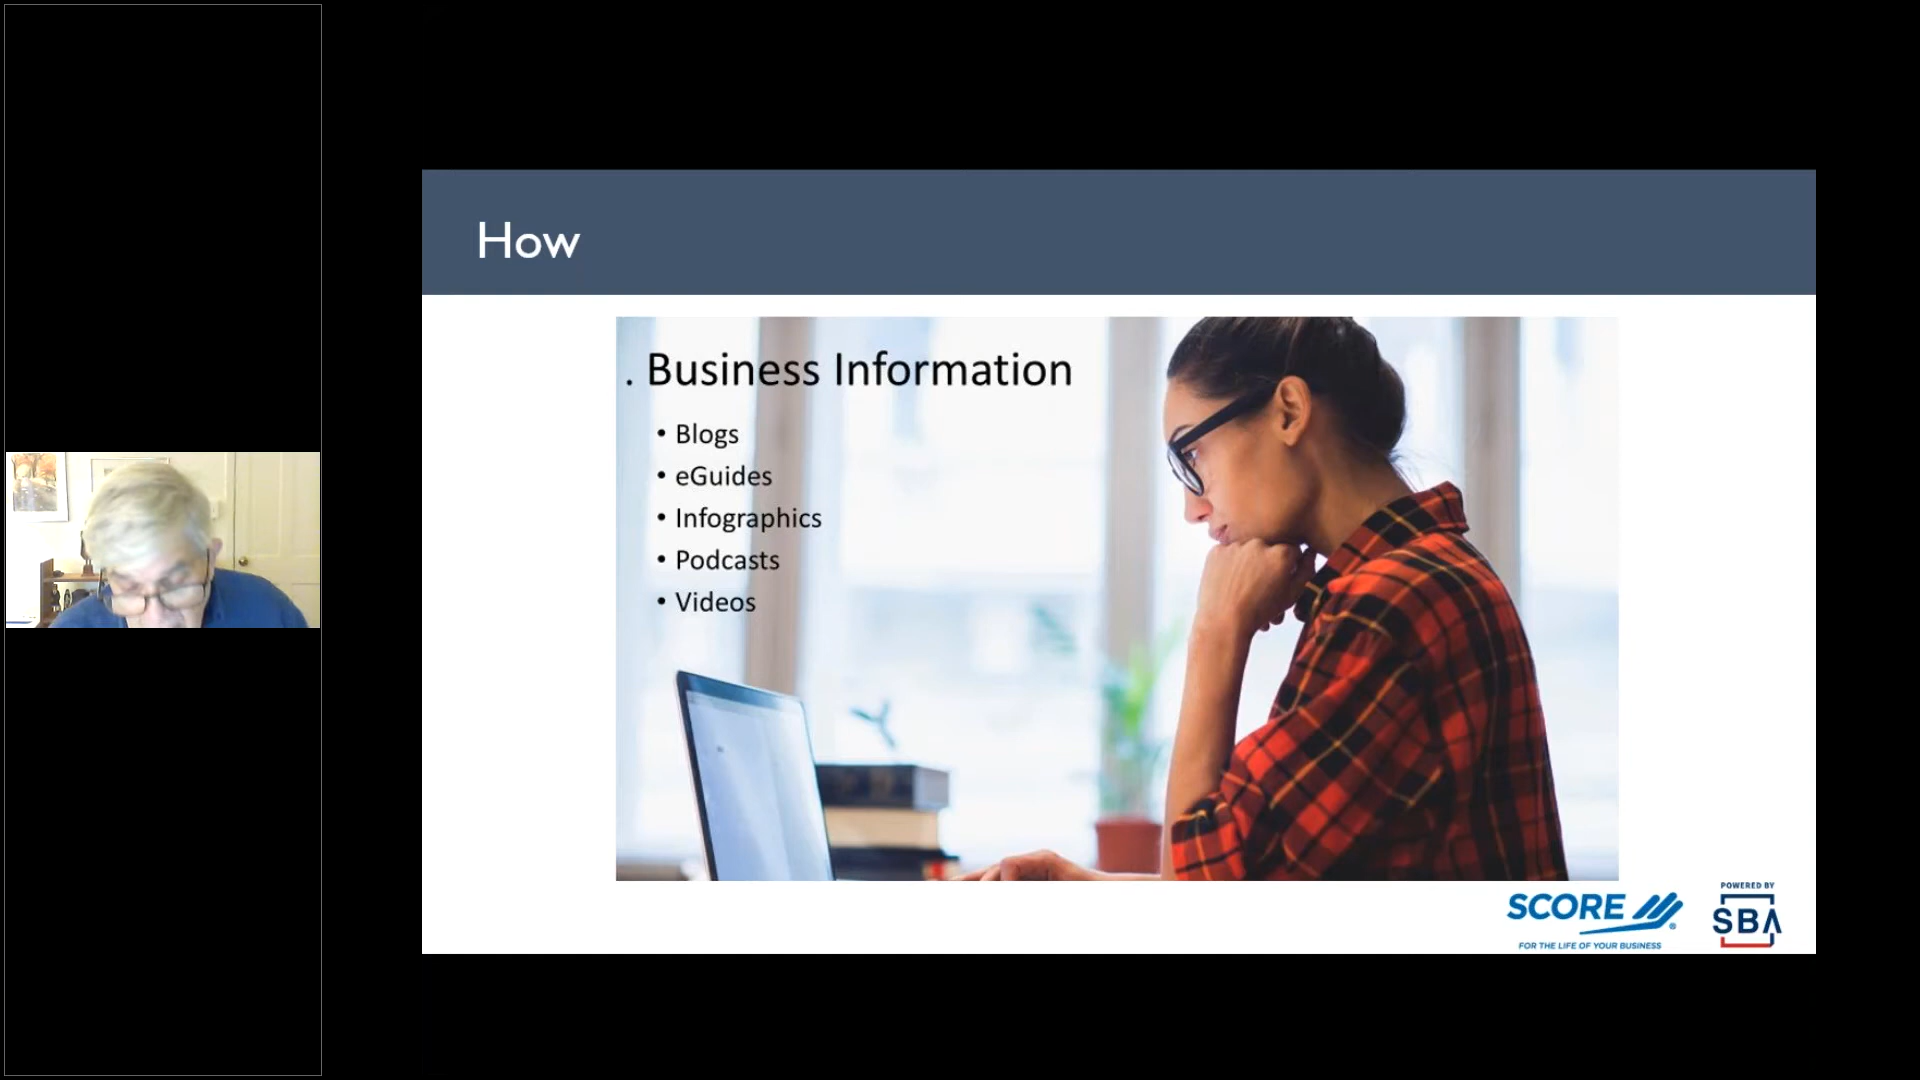 How
. Business Information
• Blogs
• eGuides
• Infographics
• Podcasts
• Videos
SCORE ®
FOR THE LIFE OF YOUR BUSINESS
POWERED BY
SBA